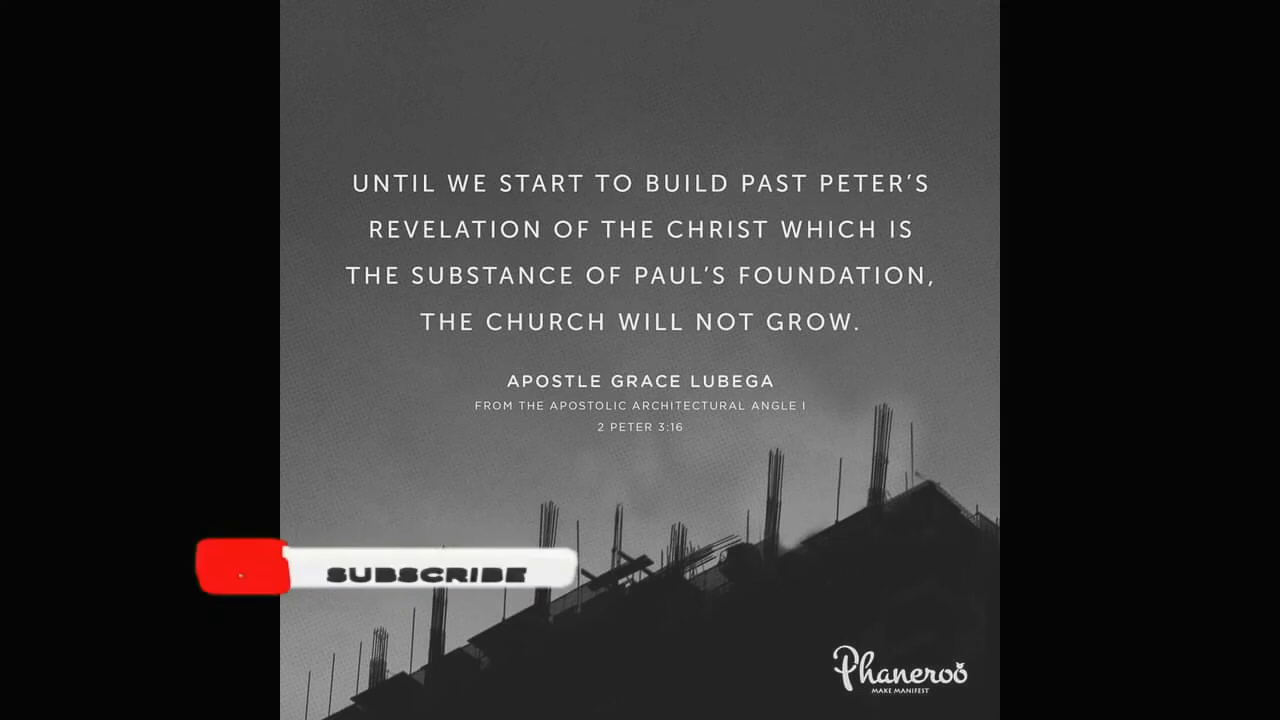 UNTIL WE START TO BUILD PAST PETER'S
REVELATION OF THE CHRIST WHICH IS
THE SUBSTANCE OF PAUL'S FOUNDATION,
THE CHURCH WILL NOT GROW.
APOSTLE GRACE LUBEGA
FROM THE APOSTOLIC ARCHITECTURAL ANGLE I
2 PETER 3:16
SUBSCRIBE
Phaneroo
MAKE MANIFEST